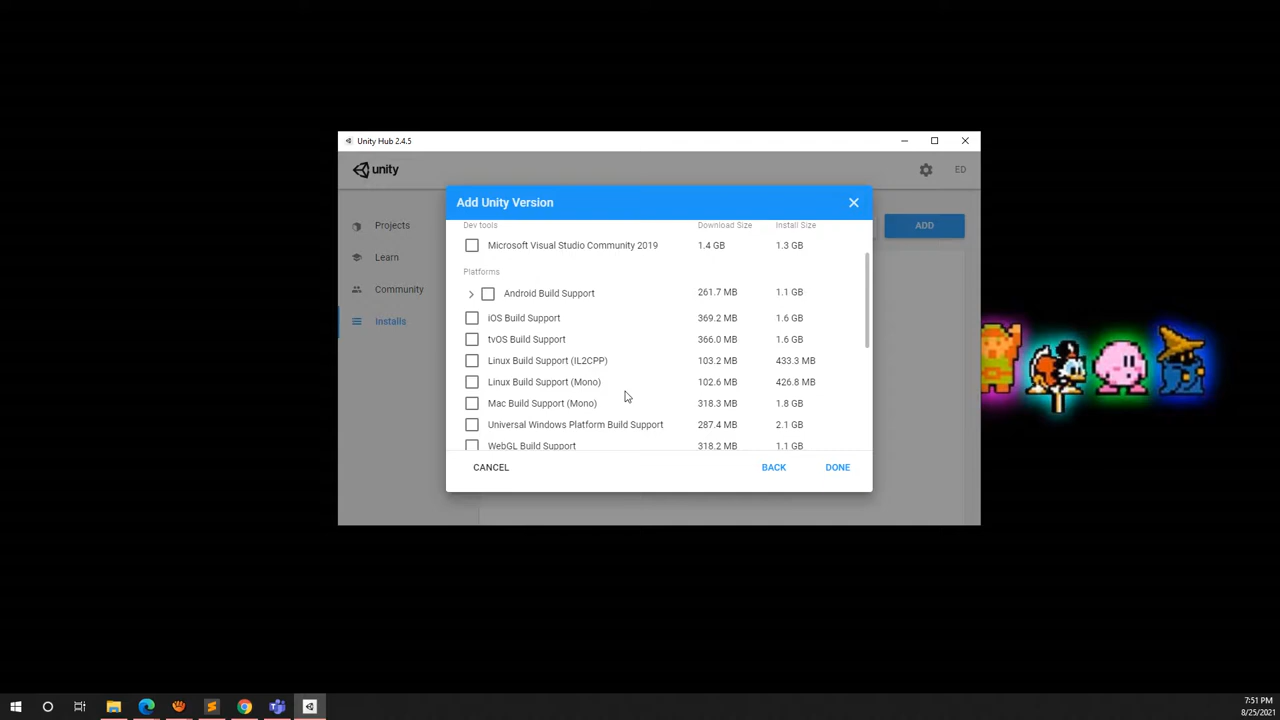 Unity Hub 2.4.5
unity
ED
Add Unity Version
Projects
Learn
Community
Installs
ADD
Dev tools Download Size Install Size
Microsoft Visual Studio Community 2019 1.4 GB 1.3 GB
Platforms
Android Build Support 261.7 MB 1.1 GB
iOS Build Support 369.2 MB 1.6 GB
tvOS Build Support 366.0 MB 1.6 GB
Linux Build Support (IL2CPP) 103.2 MB 433.3 MB
Linux Build Support (Mono) 102.6 MB 426.8 MB
Mac Build Support (Mono) 318.3 MB 1.8 GB
Universal Windows Platform Build Support 287.4 MB 2.1 GB
WebGL Build Support 318.2 MB 1.1 GB
CANCEL BACK DONE
7:51 PM
8/25/2021